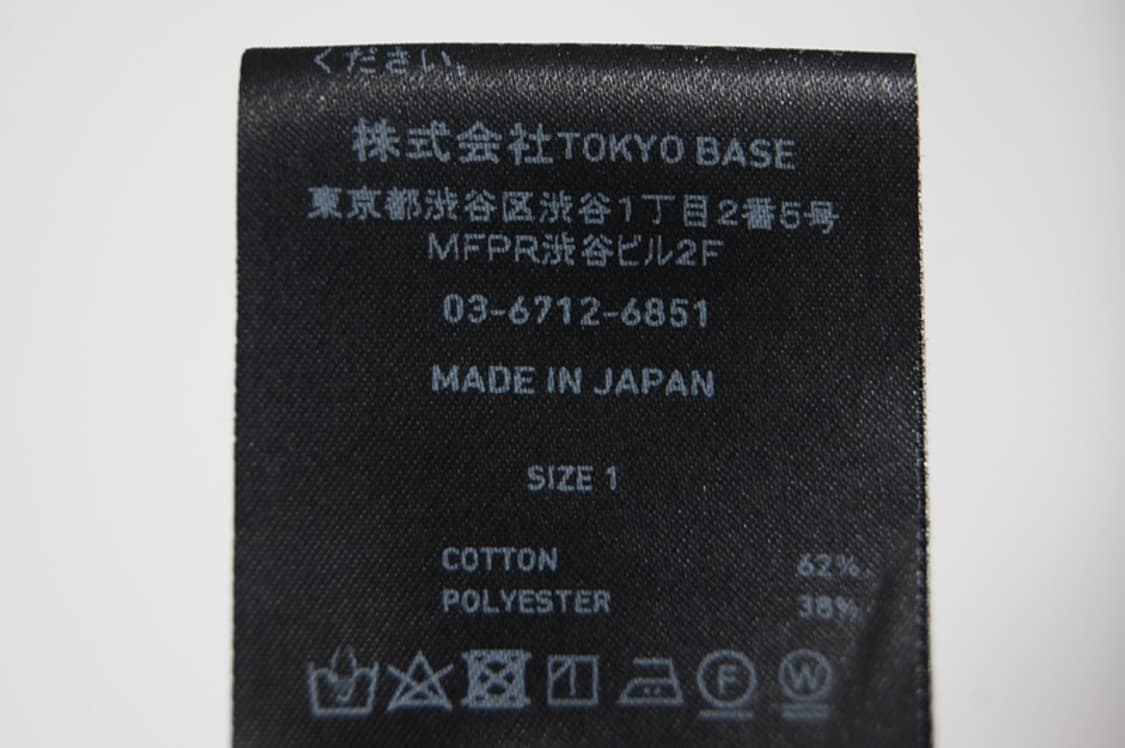 ください。
株式会社TOKYO BASE
東京都渋谷区渋谷1丁目2番5号
MFPR渋谷ビル2F
03-6712-6851
MADE IN JAPAN
SIZE 1
COTTON 62%
POLYESTER 38%
F W